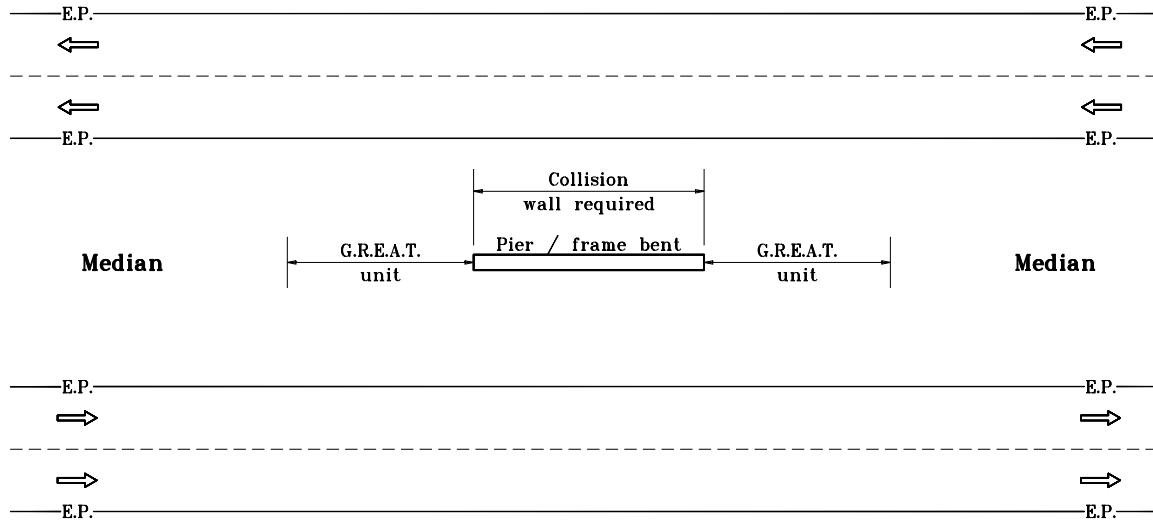 E.P. E.P.
E.P. E.P.
Collision
wall required
Pier / frame bent
G.R.E.A.T.
unit
G.R.E.A.T.
unit
Median Median
E.P. E.P.
E.P. E.P.